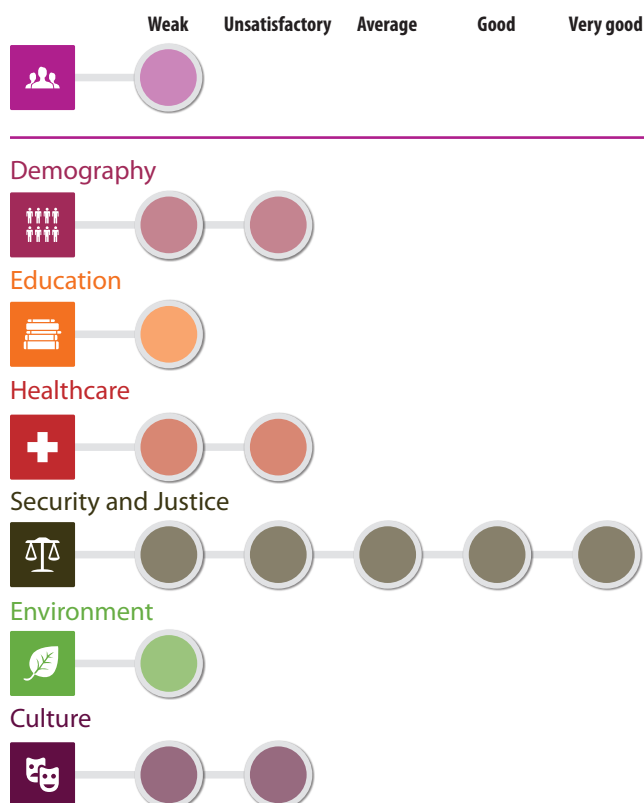 Weak Unsatisfactory Average Good Very good
Demography
Education
Healthcare
Security and Justice
Environment
Culture